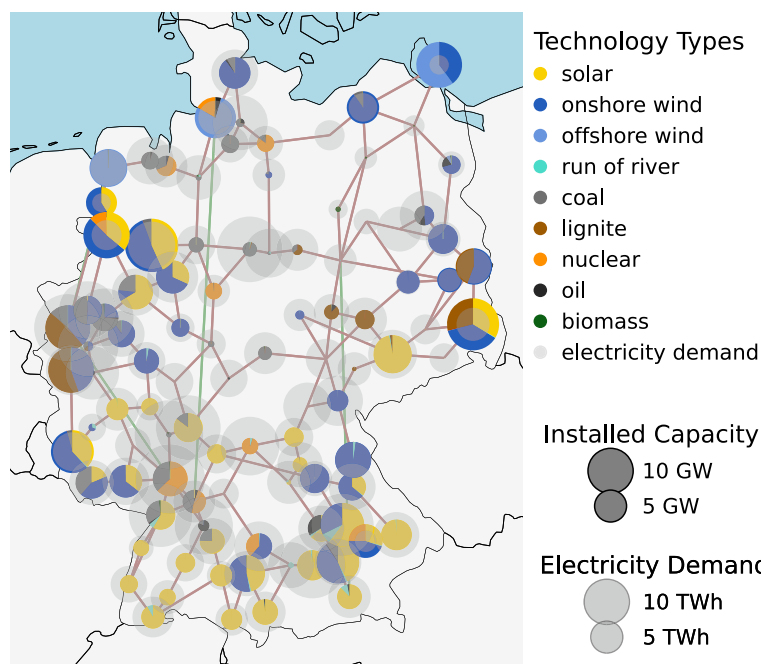 Technology Types
solar
onshore wind
offshore wind
run of river
coal
lignite
nuclear
oil
biomass
electricity demand
Installed Capacity
10 GW
5 GW
Electricity Demand
10 TWh
5 TWh